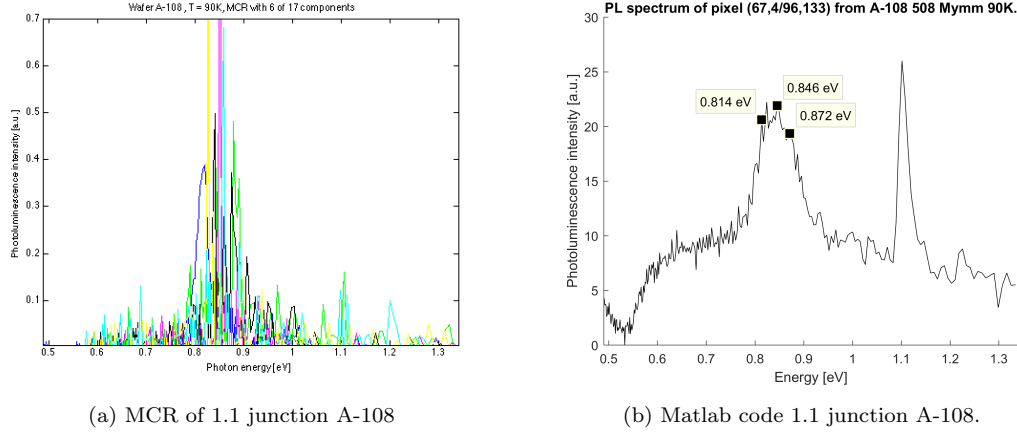 Wafer A-108 , T = 90K, MCR with 6 of 17 components
Photoluminescence intensity [a.u.]
0.7
0.6
0.5
0.4
0.3
0.2
0.1
0.5 0.6 0.7 0.8 0.9 1.0 1.1 1.2 1.3
Photon energy [eV]
(a) MCR of 1.1 junction A-108
PL spectrum of pixel (67,4/96,133) from A-108 508 Mymm 90K.
Photoluminescence intensity [a.u.]
30
25
20
15
10
5
0
0.814 eV
0.846 eV
0.872 eV
0.5 0.6 0.7 0.8 0.9 1 1.1 1.2 1.3
Energy [eV]
(b) Matlab code 1.1 junction A-108.